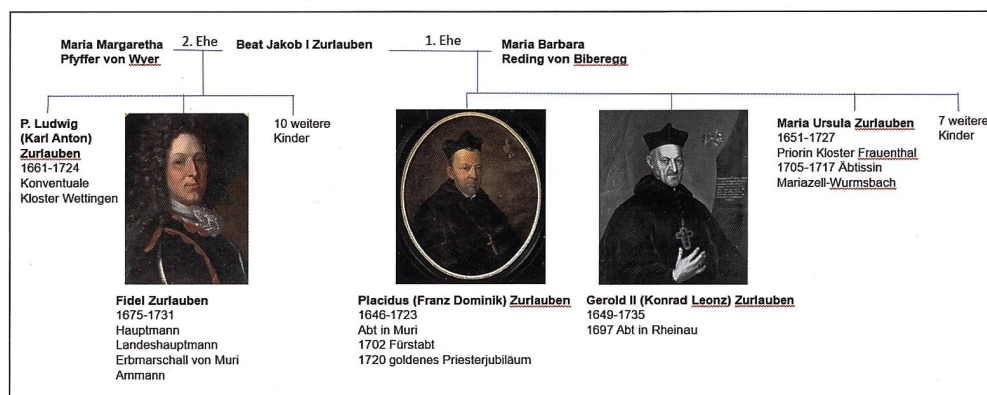 Maria Margaretha
Pfyffer von Wyer
2. Ehe
Beat Jakob I Zurlauben
1. Ehe
Maria Barbara
Reding von Biberegg
P. Ludwig
(Karl Anton)
Zurlauben
1661-1724
Konventuale
Kloster Wettingen
10 weitere
Kinder
Maria Ursula Zurlauben
1651-1727
Priorin Kloster Frauenthal
1705-1717 Äbtissin
Mariazell-Wurmsbach
7 weitere
Kinder
Fidel Zurlauben
1675-1731
Hauptmann
Landeshauptmann
Erbmarschall von Muri
Ammann
Placidus (Franz Dominik) Zurlauben
1646-1723
Abt in Muri
1702 Fürstabt
1720 goldenes Priesterjubiläum
Gerold II (Konrad Leonz) Zurlauben
1649-1735
1697 Abt in Rheinau